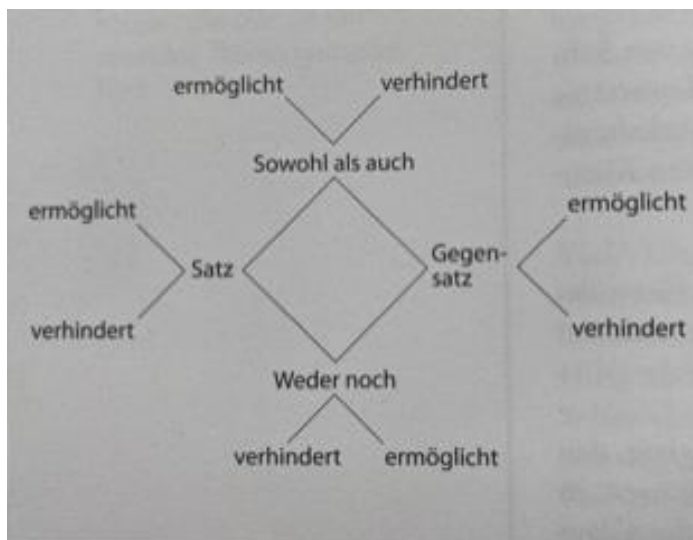 ermöglicht verhindert
Sowohl als auch
ermöglicht
ermöglicht
Satz
Gegen-
satz
verhindert
verhindert
Weder noch
verhindert ermöglicht